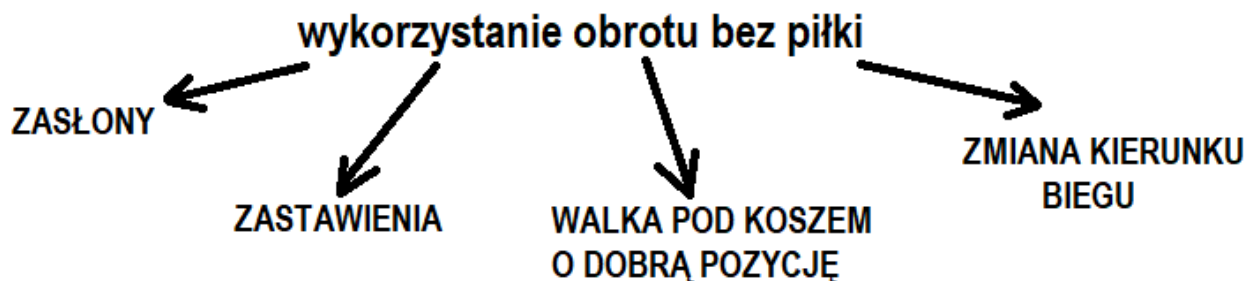 wykorzystanie obrotu bez piłki
ZASŁONY
ZASTAWIENIA
WALKA POD KOSZEM
O DOBRĄ POZYCJĘ
ZMIANA KIERUNKU
BIEGU